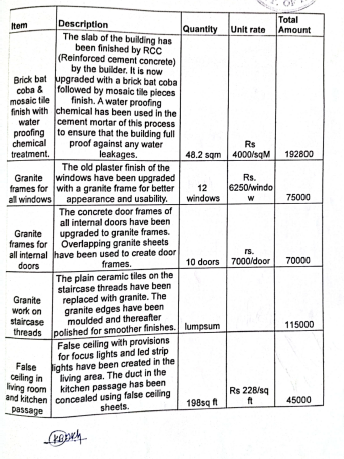 Item Description Quantity Unit rate Total Amount
Brick bat
coba &
mosaic tile
finish with
water
proofing
chemical
treatment.
The slab of the building has
been finished by RCC
(Reinforced cement concrete)
by the builder. It is now
upgraded with a brick bat coba
followed by mosaic tile pieces
finish. A water proofing
chemical has been used in the
cement mortar of this process
to ensure that the building full
proof against any water
leakages.
48.2 sqm
Rs
4000/sqM
192800
Granite
frames for
all windows
The old plaster finish of the
windows have been upgraded
with a granite frame for better
appearance and usability.
12
windows
Rs.
6250/windo
w
75000
Granite
frames for
all internal
doors
The concrete door frames of
all internal doors have been
upgraded to granite frames.
Overlapping granite sheets
have been used to create door
frames.
10 doors
rs.
7000/door
70000
Granite
work on
staircase
threads
The plain ceramic tiles on the
staircase threads have been
replaced with granite. The
granite edges have been
moulded and thereafter
polished for smoother finishes.
lumpsum
115000
False
ceiling in
living room
and kitchen
passage
False ceiling with provisions
for focus lights and led strip
lights have been created in the
living area. The duct in the
kitchen passage has been
concealed using false ceiling
sheets.
198sq ft
Rs 228/sq
ft
45000